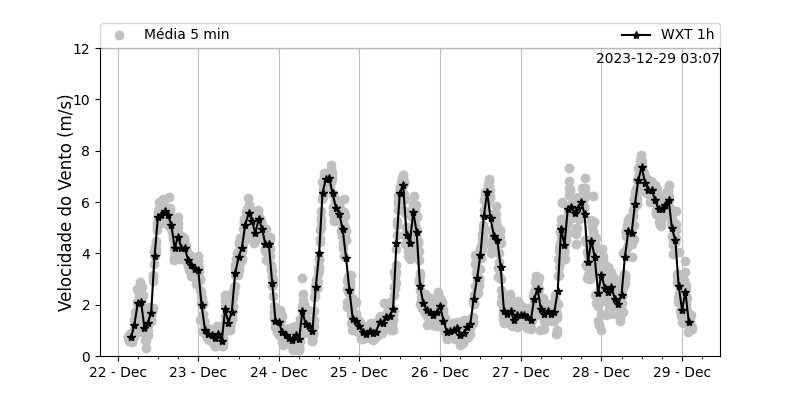 Média 5 min
WXT 1h
2023-12-29 03:07
Velocidade do Vento (m/s)
12
10
8
6
4
2
0
22 - Dec
23 - Dec
24 - Dec
25 - Dec
26 - Dec
27 - Dec
28 - Dec
29 - Dec